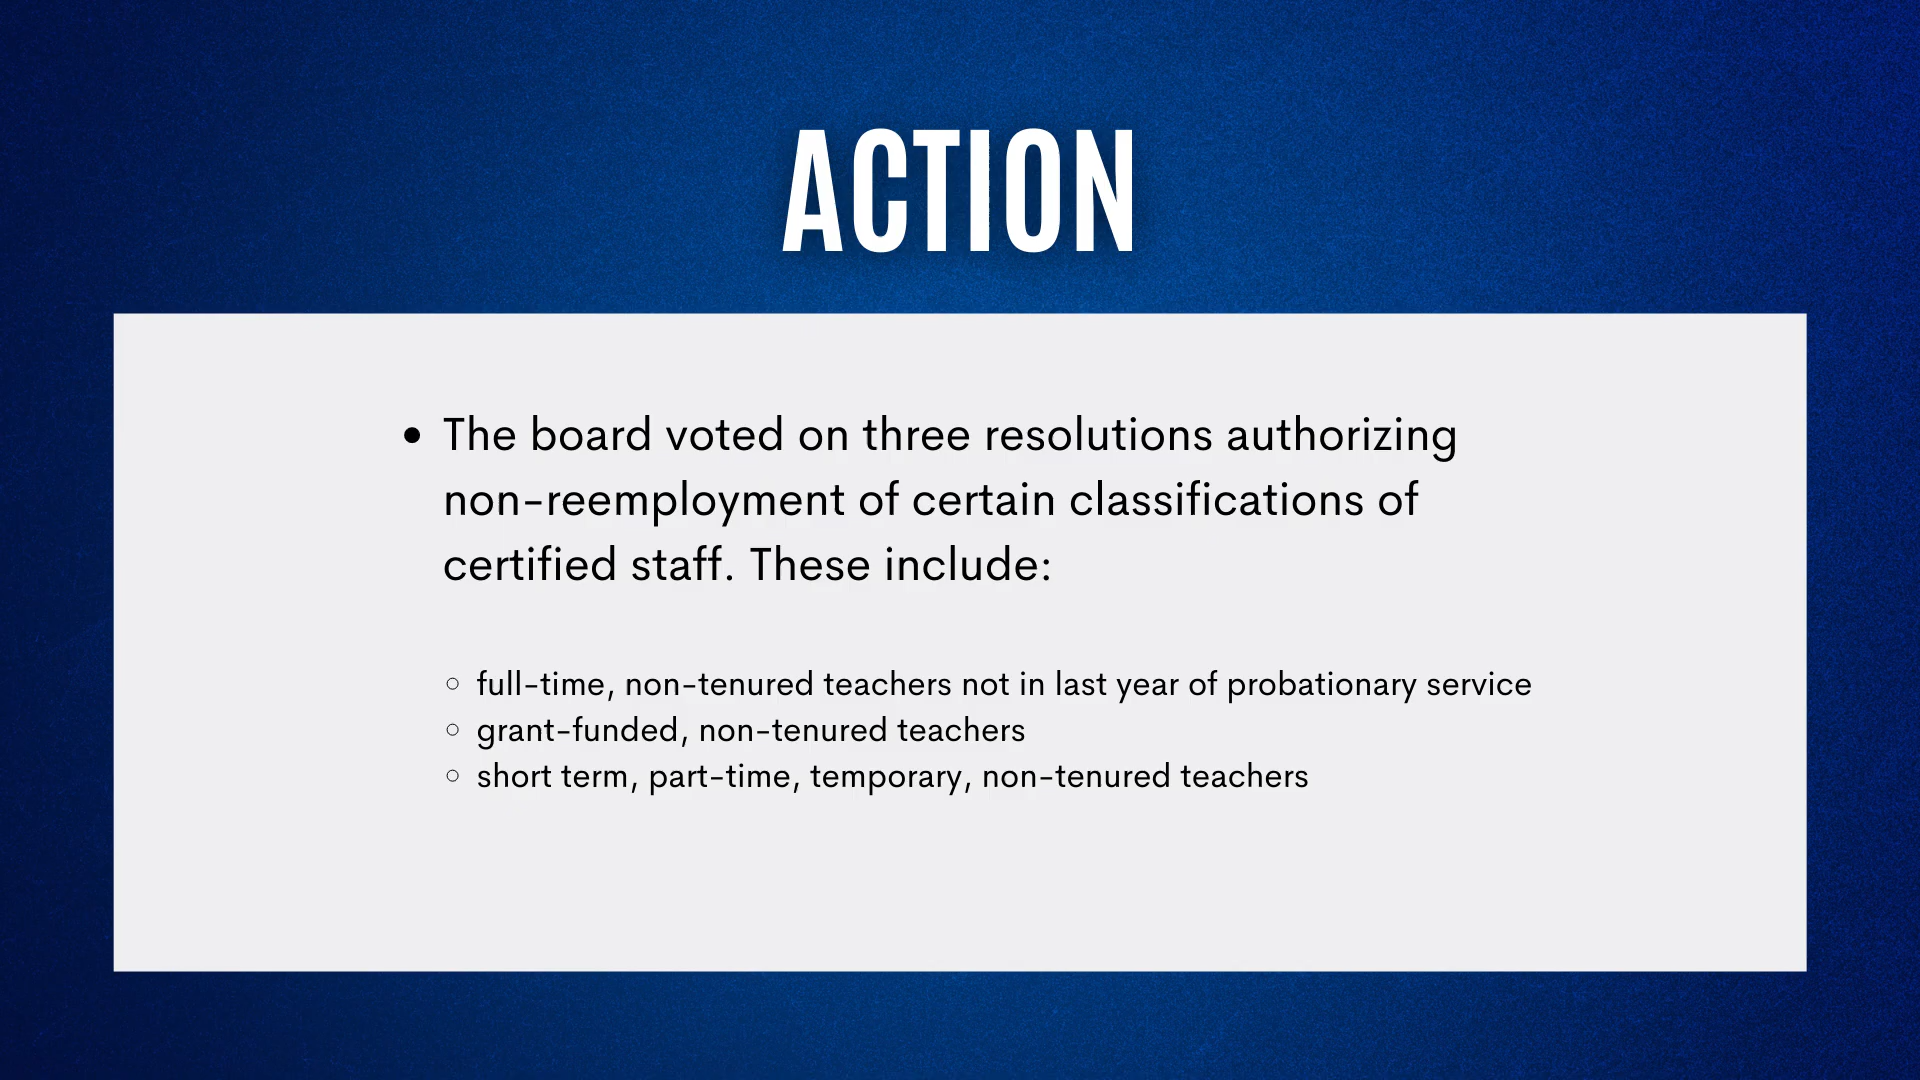 ACTION
• The board voted on three resolutions authorizing
non-reemployment of certain classifications of
certified staff. These include:
○ full-time, non-tenured teachers not in last year of probationary service
○ grant-funded, non-tenured teachers
○ short term, part-time, temporary, non-tenured teachers